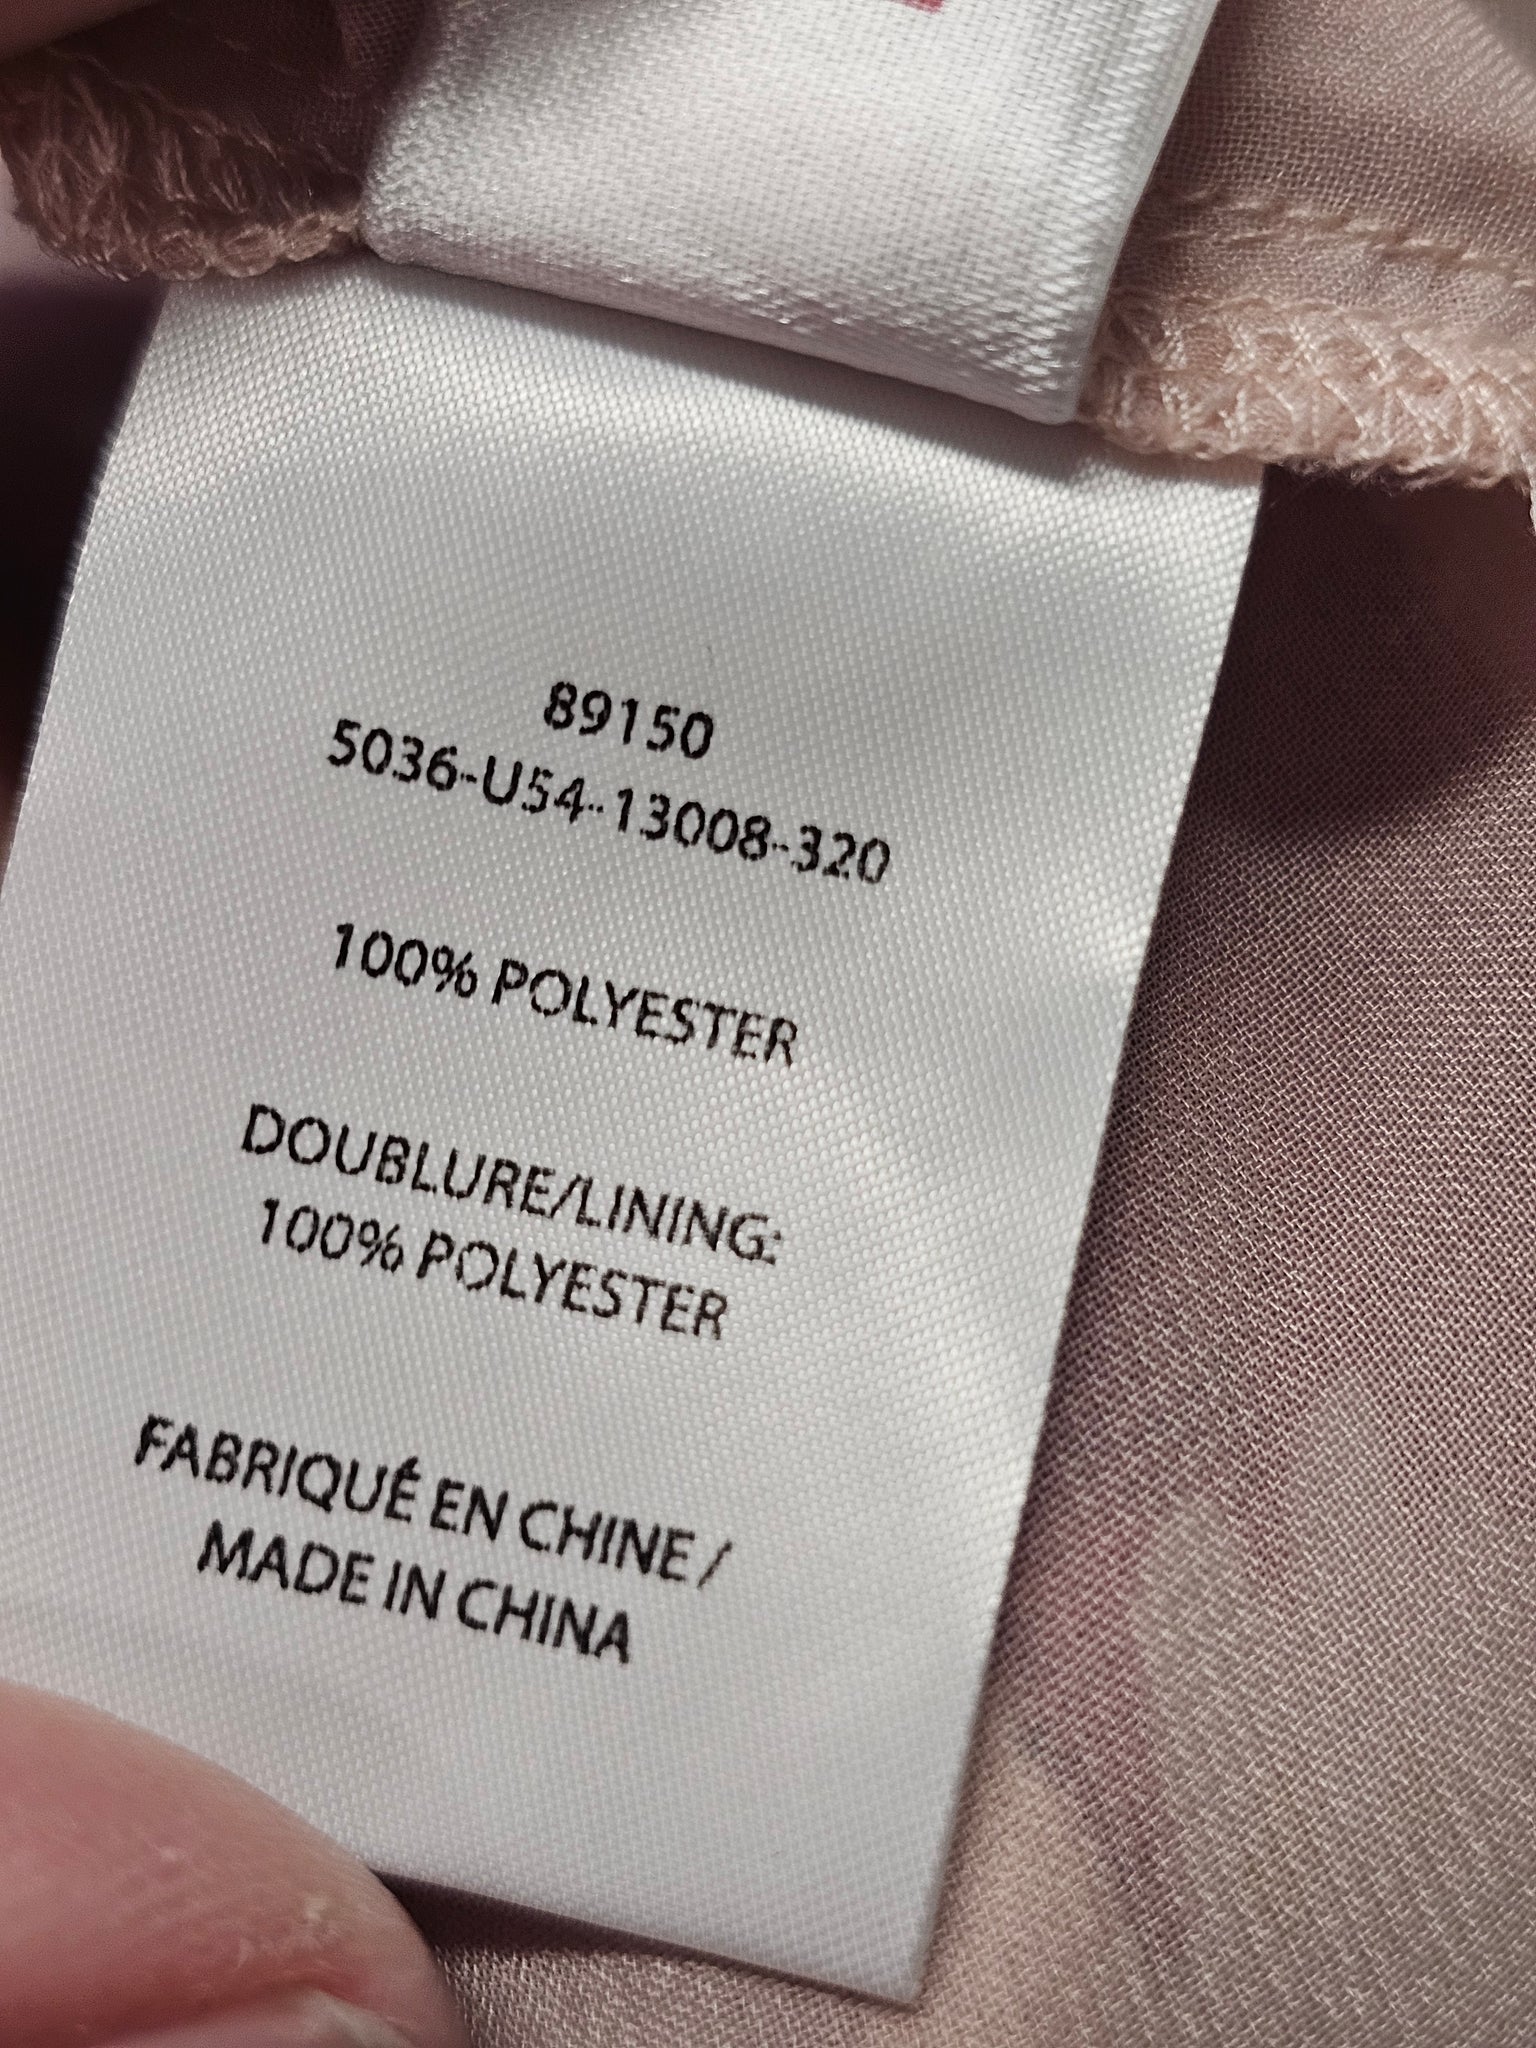 89150
5036-U54-13008-320
100% POLYESTER
DOUBLURE/LINING:
100% POLYESTER
FABRIQUÉ EN CHINE /
MADE IN CHINA